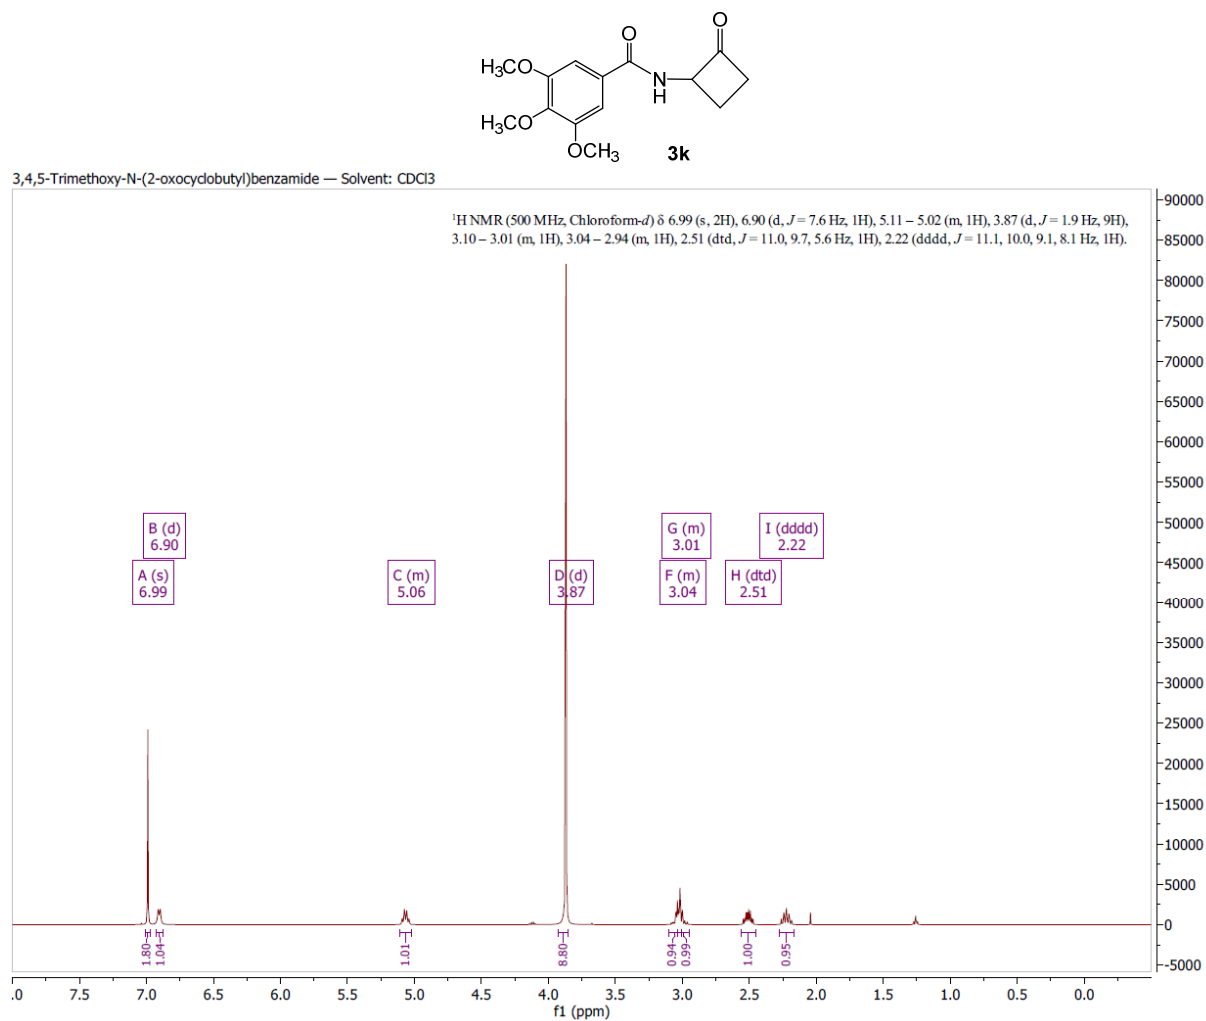 O
O
H₃CO
N
H
H₃CO
OCH₃
3k
3,4,5-Trimethoxy-N-(2-oxocyclobutyl)benzamide — Solvent: CDCl3
¹H NMR (500 MHz, Chloroform-d) δ 6.99 (s, 2H), 6.90 (d, J = 7.6 Hz, 1H), 5.11 – 5.02 (m, 1H), 3.87 (d, J = 1.9 Hz, 9H),
3.10 – 3.01 (m, 1H), 3.04 – 2.94 (m, 1H), 2.51 (dtd, J = 11.0, 9.7, 5.6 Hz, 1H), 2.22 (dddd, J = 11.1, 10.0, 9.1, 8.1 Hz, 1H).
B (d)
6.90
G (m)
3.01
I (dddd)
2.22
A (s)
6.99
C (m)
5.06
D (d)
3.87
F (m)
3.04
H (dtd)
2.51
90000
85000
80000
75000
70000
65000
60000
55000
50000
45000
40000
35000
30000
25000
20000
15000
10000
5000
0
-5000
1.80
1.04
1.01
8.80
0.94
0.99
1.00
0.95
.0 7.5 7.0 6.5 6.0 5.5 5.0 4.5 4.0 3.5 3.0 2.5 2.0 1.5 1.0 0.5 0.0
f1 (ppm)